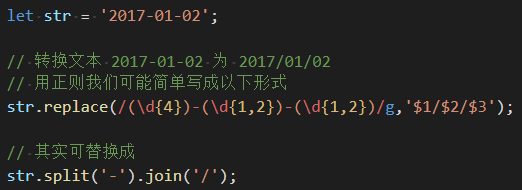 let str = '2017-01-02';
// 转换文本 2017-01-02 为 2017/01/02
// 用正则我们可能简单写成以下形式
str.replace(/(\d{4})-(\d{1,2})-(\d{1,2})/g,'$1/$2/$3');
// 其实可替换成
str.split('-').join('/');